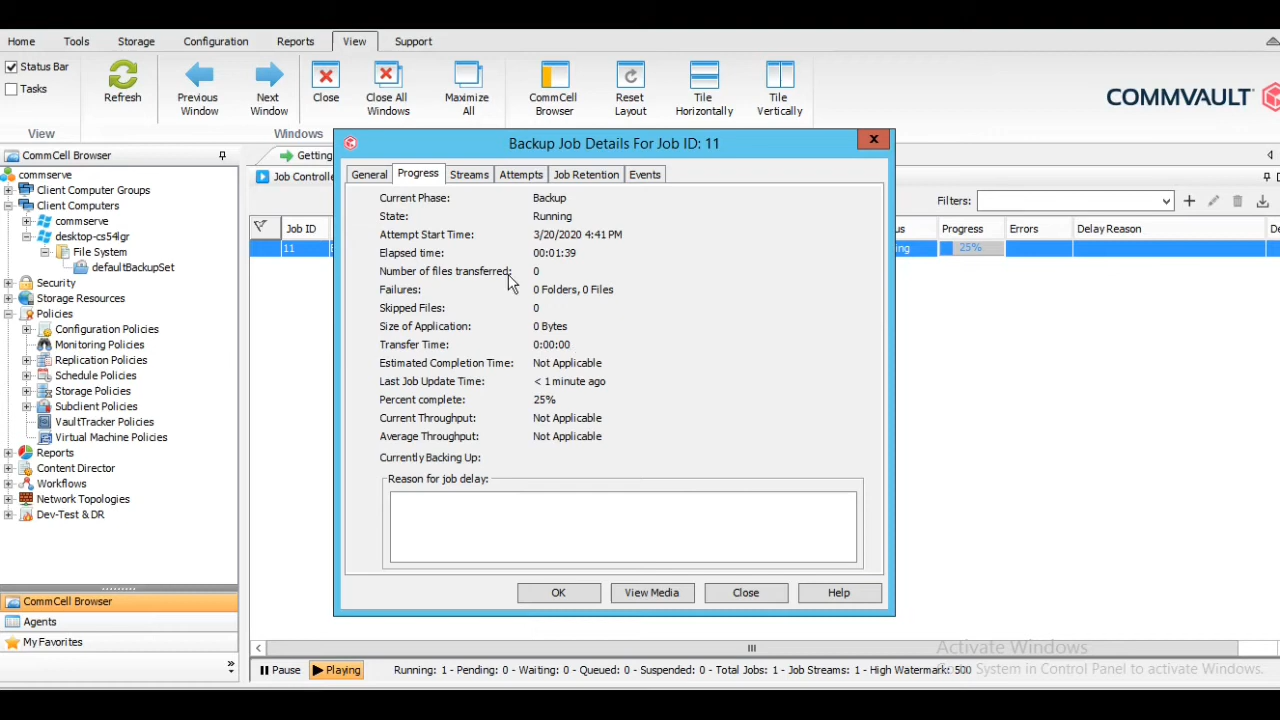 Home Tools Storage Configuration Reports View Support
Status Bar
Tasks
Refresh
Previous Window
Next Window
Close
Close All Windows
Maximize All
CommCell Browser
Reset Layout
Tile Horizontally
Tile Vertically
COMMVAULT
View Windows
CommCell Browser
commserve
Client Computer Groups
Client Computers
commserve
desktop-cs54lgr
File System
defaultBackupSet
Security
Storage Resources
Policies
Configuration Policies
Monitoring Policies
Replication Policies
Schedule Policies
Storage Policies
Subclient Policies
VaultTracker Policies
Virtual Machine Policies
Reports
Content Director
Workflows
Network Topologies
Dev-Test & DR
CommCell Browser
Agents
My Favorites
Getting
Job Controlle
Filters:
Job ID
Progress Errors Delay Reason
11
25%
Backup Job Details For Job ID: 11
General Progress Streams Attempts Job Retention Events
Current Phase: Backup
State: Running
Attempt Start Time: 3/20/2020 4:41 PM
Elapsed time: 00:01:39
Number of files transferred: 0
Failures: 0 Folders, 0 Files
Skipped Files: 0
Size of Application: 0 Bytes
Transfer Time: 0:00:00
Estimated Completion Time: Not Applicable
Last Job Update Time: < 1 minute ago
Percent complete: 25%
Current Throughput: Not Applicable
Average Throughput: Not Applicable
Currently Backing Up:
Reason for job delay:
OK View Media Close Help
Activate Windows
System in Control Panel to activate Windows.
Pause Playing Running: 1 - Pending: 0 - Waiting: 0 - Queued: 0 - Suspended: 0 - Total Jobs: 1 - Job Streams: 1 - High Watermark: 500